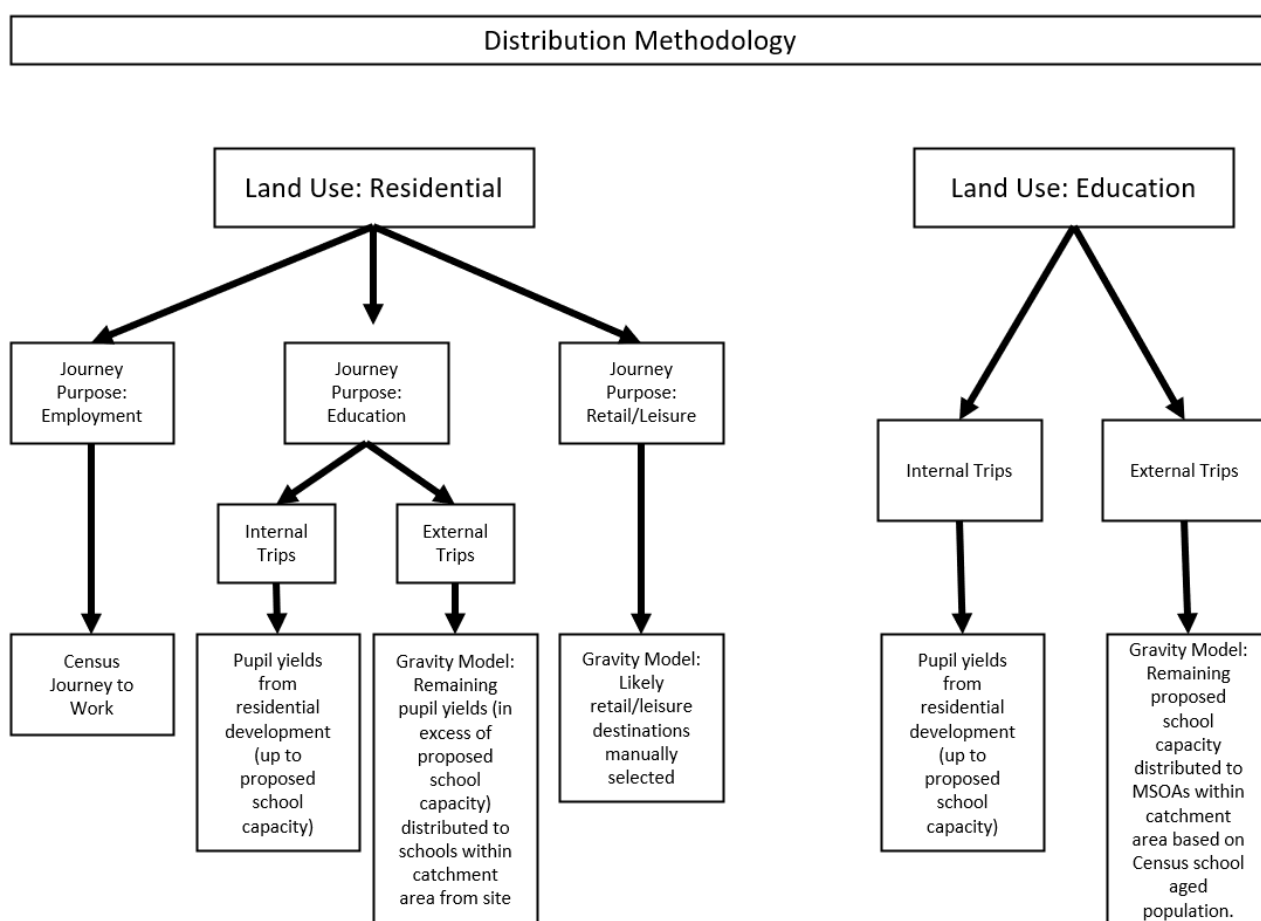 Distribution Methodology
Land Use: Residential
Land Use: Education
Journey
Purpose:
Employment
Journey
Purpose:
Education
Journey
Purpose:
Retail/Leisure
Internal
Trips
External
Trips
Internal Trips
External Trips
Census
Journey to
Work
Pupil yields
from
residential
development
(up to
proposed
school
capacity)
Gravity Model:
Remaining
pupil yields (in
excess of
proposed
school
capacity)
distributed to
schools within
catchment
area from site
Gravity Model:
Likely
retail/leisure
destinations
manually
selected
Pupil yields
from
residential
development
(up to
proposed
school
capacity)
Gravity Model:
Remaining
proposed
school
capacity
distributed to
MSOAs within
catchment
area based on
Census school
aged
population.